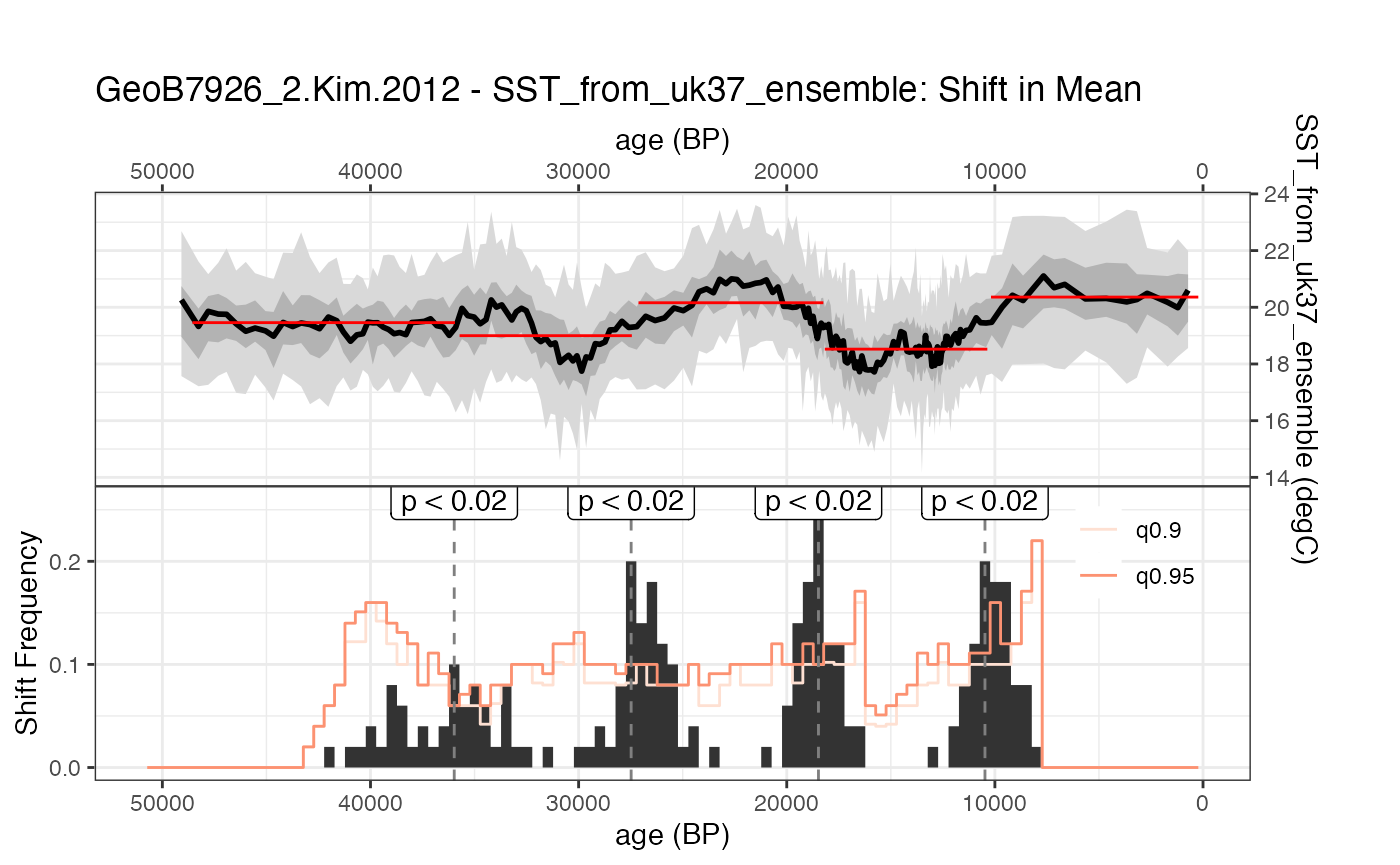 GeoB7926_2.Kim.2012 - SST_from_uk37_ensemble: Shift in Mean
age (BP)
50000 40000 30000 20000 10000 0
24
22
20
18
16
14
SST_from_uk37_ensemble (degC)
p < 0.02 p < 0.02 p < 0.02 p < 0.02
q0.9
q0.95
Shift Frequency
0.2
0.1
0.0
50000 40000 30000 20000 10000 0
age (BP)